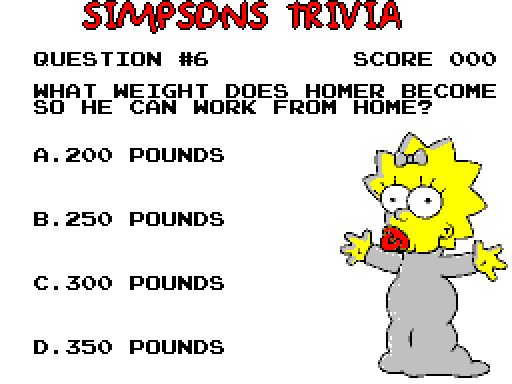 SIMPSONS TRIVIA
QUESTION #6 SCORE 000
WHAT WEIGHT DOES HOMER BECOME
SO HE CAN WORK FROM HOME?
A.200 POUNDS
B.250 POUNDS
C.300 POUNDS
D.350 POUNDS